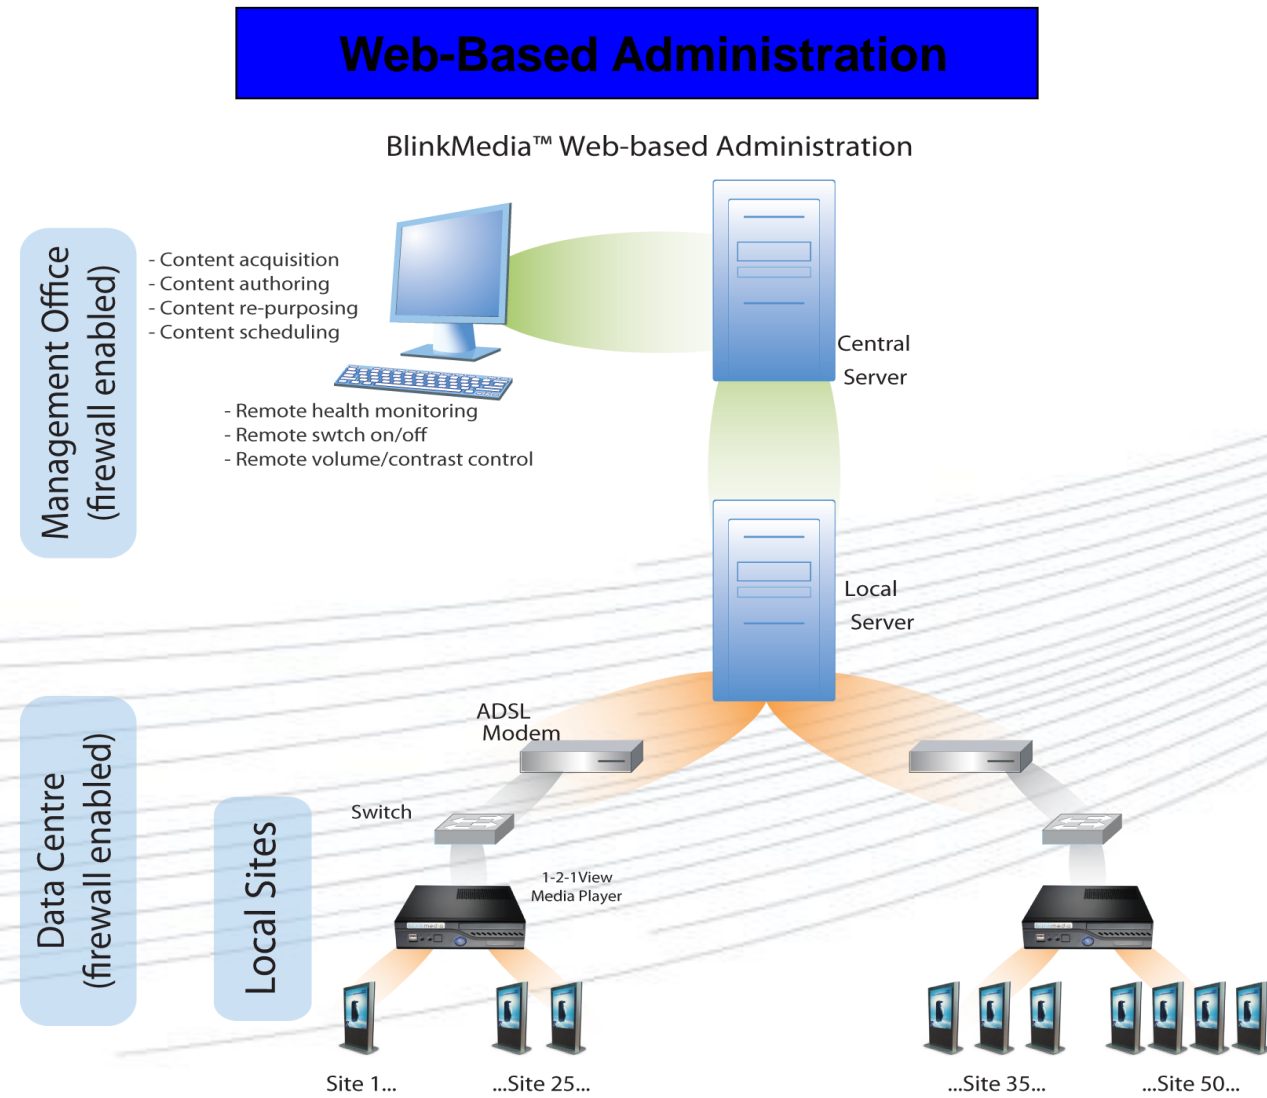 Web-Based Administration
BlinkMedia™ Web-based Administration
Management Office
(firewall enabled)
- Content acquisition
- Content authoring
- Content re-purposing
- Content scheduling
- Remote health monitoring
- Remote swtch on/off
- Remote volume/contrast control
Central
Server
Local
Server
ADSL
Modem
Data Centre
(firewall enabled)
Local Sites
Switch
1-2-1View
Media Player
blinkmedia
blinkmedia
Site 1...
...Site 25...
...Site 35...
...Site 50...